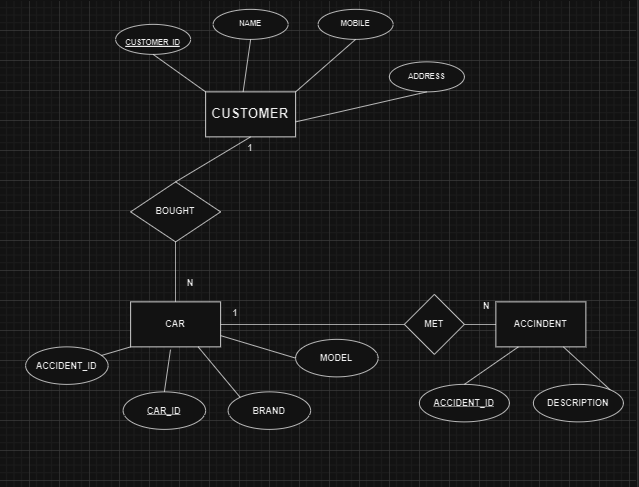 NAME
MOBILE
CUSTOMER_ID
ADDRESS
CUSTOMER
1
BOUGHT
N
1
N
CAR
MET
ACCINDENT
MODEL
ACCIDENT_ID
CAR_ID
BRAND
ACCIDENT_ID
DESCRIPTION